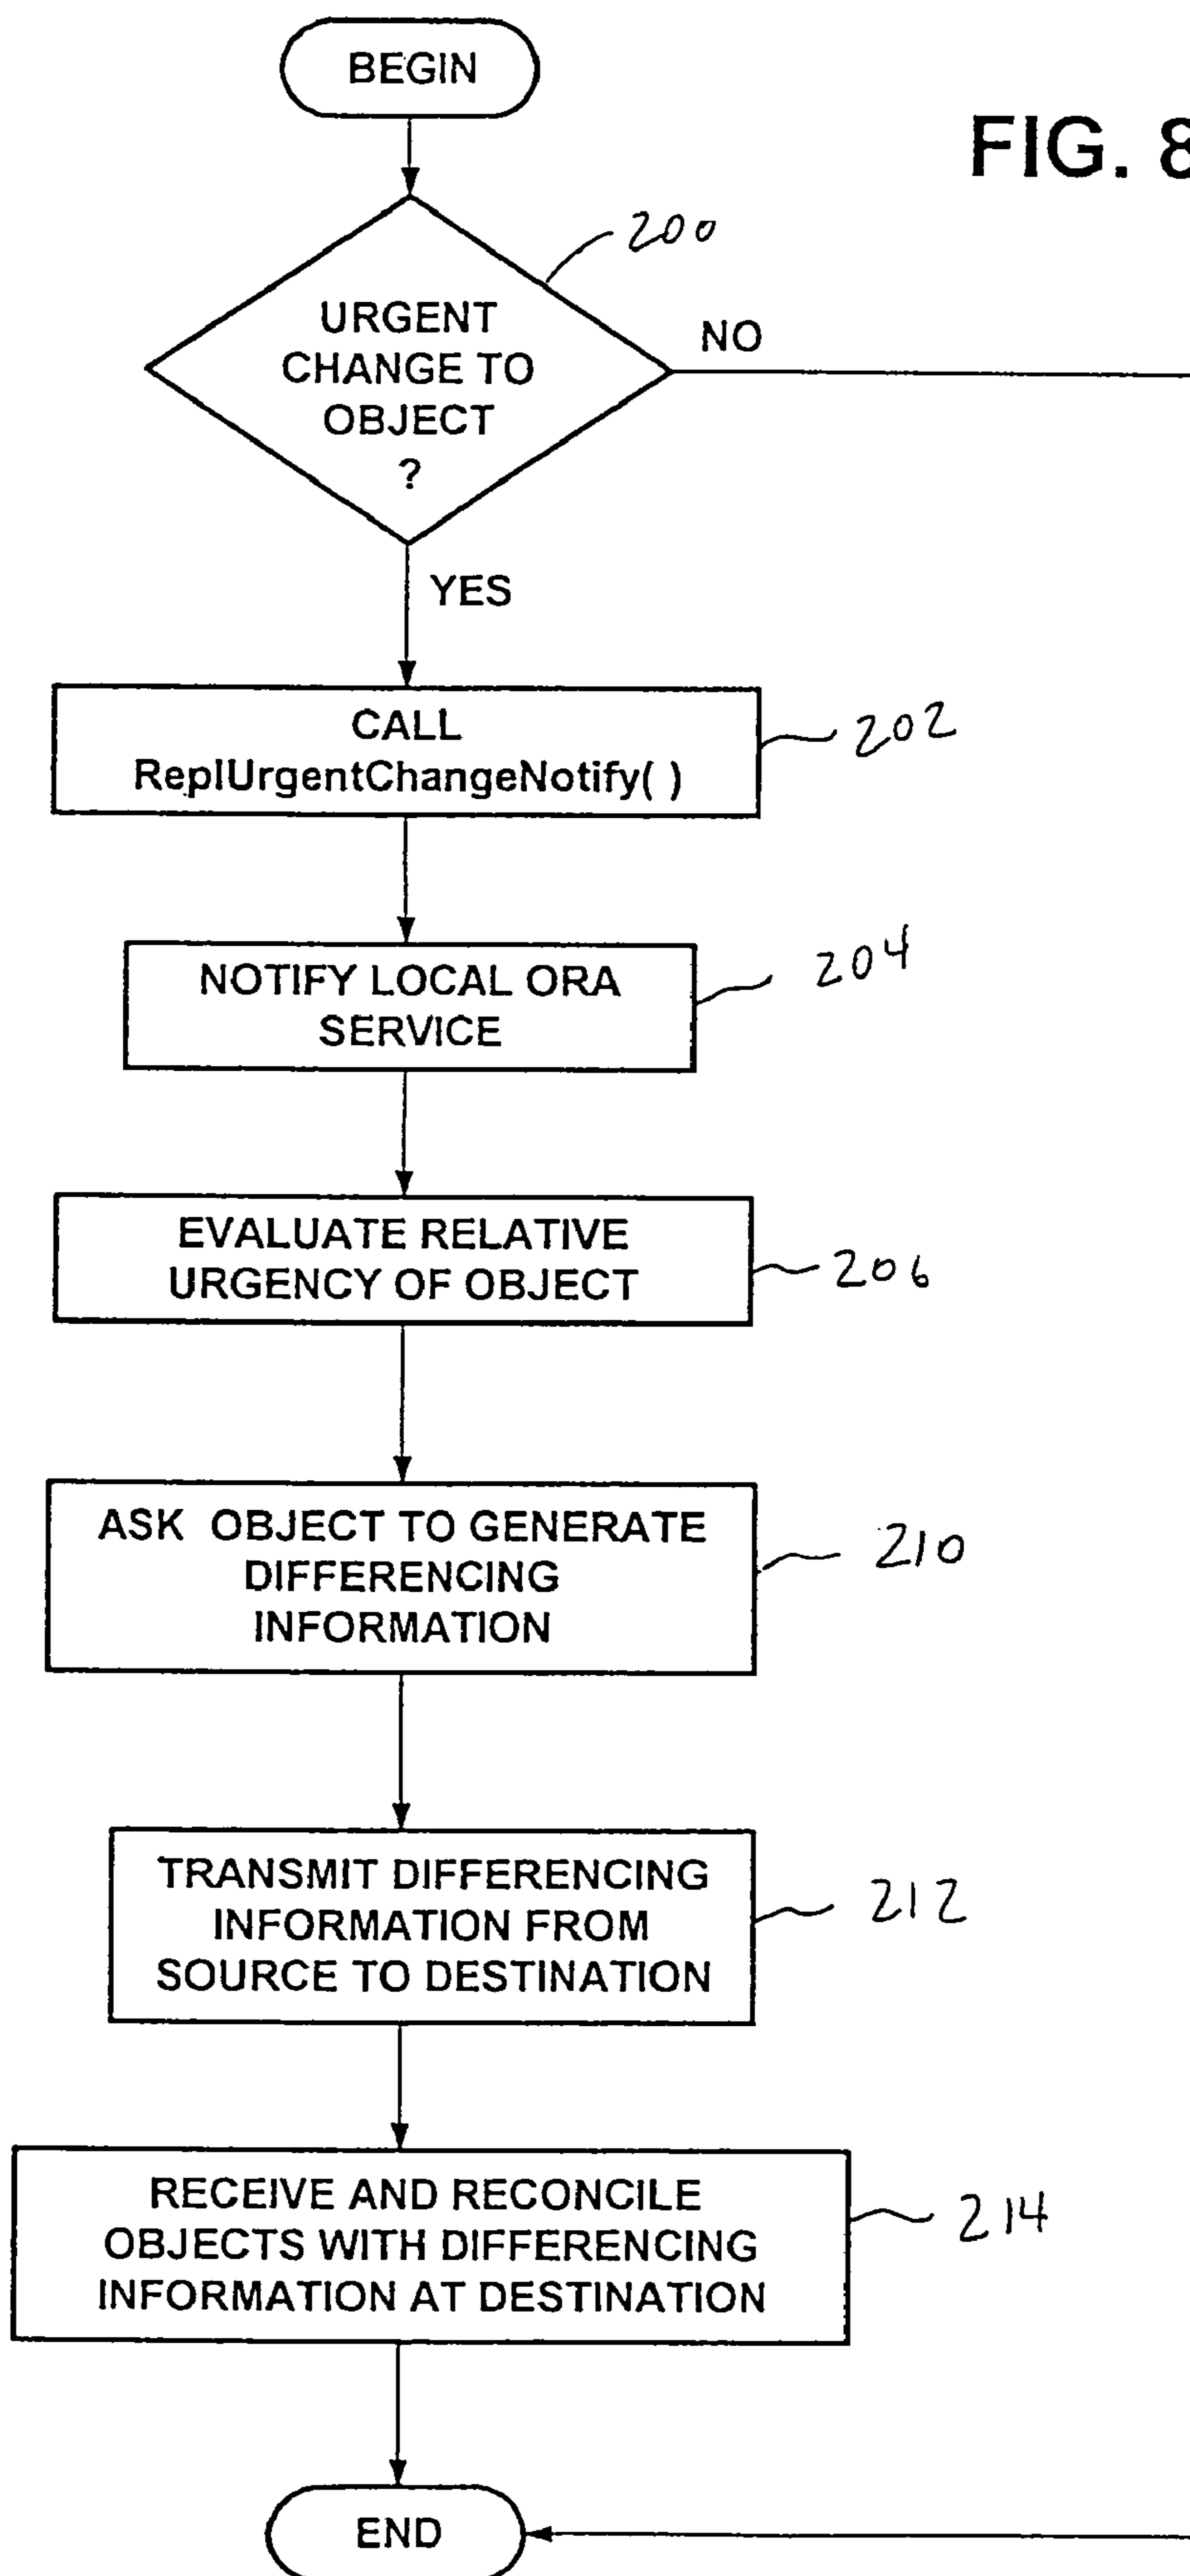 BEGIN
FIG. 8
200
URGENT
CHANGE TO
OBJECT
?
NO
YES
CALL
ReplUrgentChangeNotify( )
202
NOTIFY LOCAL ORA
SERVICE
204
EVALUATE RELATIVE
URGENCY OF OBJECT
206
ASK OBJECT TO GENERATE
DIFFERENCING
INFORMATION
210
TRANSMIT DIFFERENCING
INFORMATION FROM
SOURCE TO DESTINATION
212
RECEIVE AND RECONCILE
OBJECTS WITH DIFFERENCING
INFORMATION AT DESTINATION
214
END